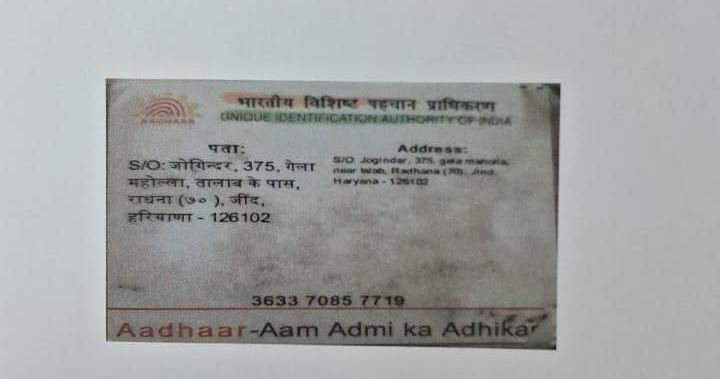 भारतीय विशिष्ट पहचान प्राधिकरण
UNIQUE IDENTIFICATION AUTHORITY OF INDIA
AADHAAR
पता:
S/O: जोगिन्दर, 375, गेला
महोल्ला, तालाब के पास,
राधना (७० ), जींद,
हरियाणा - 126102
Address:
S/O Joginder, 375, gela maholla,
near talab, Radhana (70), Jind,
Haryana - 126102
3633 7085 7719
Aadhaar-Aam Admi ka Adhikar